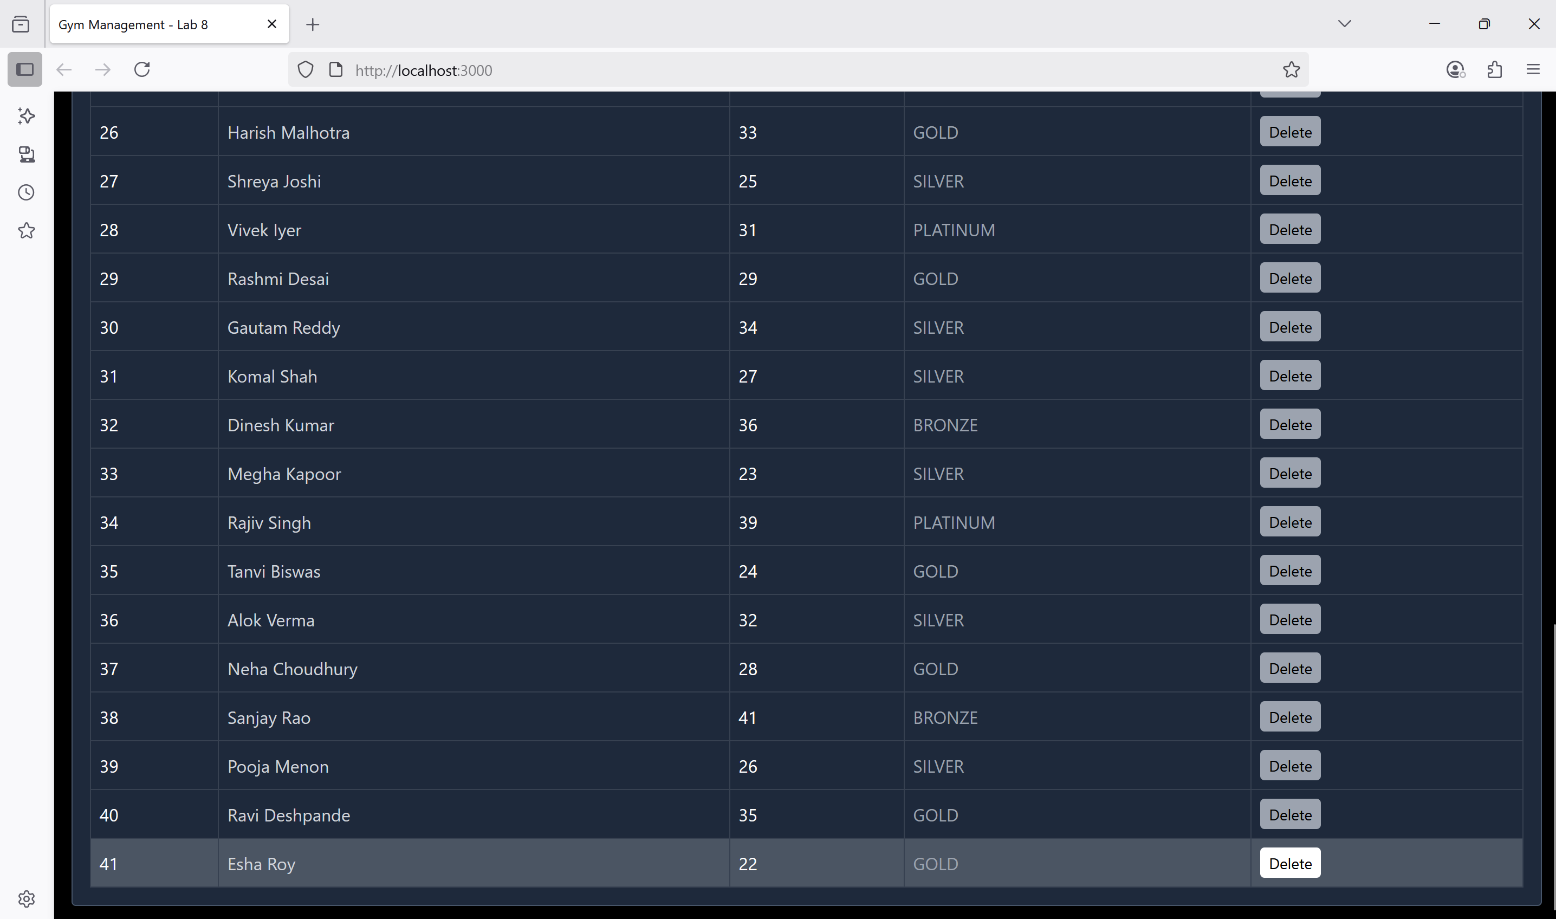 Gym Management - Lab 8
http://localhost:3000
26 Harish Malhotra 33 GOLD Delete
27 Shreya Joshi 25 SILVER Delete
28 Vivek Iyer 31 PLATINUM Delete
29 Rashmi Desai 29 GOLD Delete
30 Gautam Reddy 34 SILVER Delete
31 Komal Shah 27 SILVER Delete
32 Dinesh Kumar 36 BRONZE Delete
33 Megha Kapoor 23 SILVER Delete
34 Rajiv Singh 39 PLATINUM Delete
35 Tanvi Biswas 24 GOLD Delete
36 Alok Verma 32 SILVER Delete
37 Neha Choudhury 28 GOLD Delete
38 Sanjay Rao 41 BRONZE Delete
39 Pooja Menon 26 SILVER Delete
40 Ravi Deshpande 35 GOLD Delete
41 Esha Roy 22 GOLD Delete